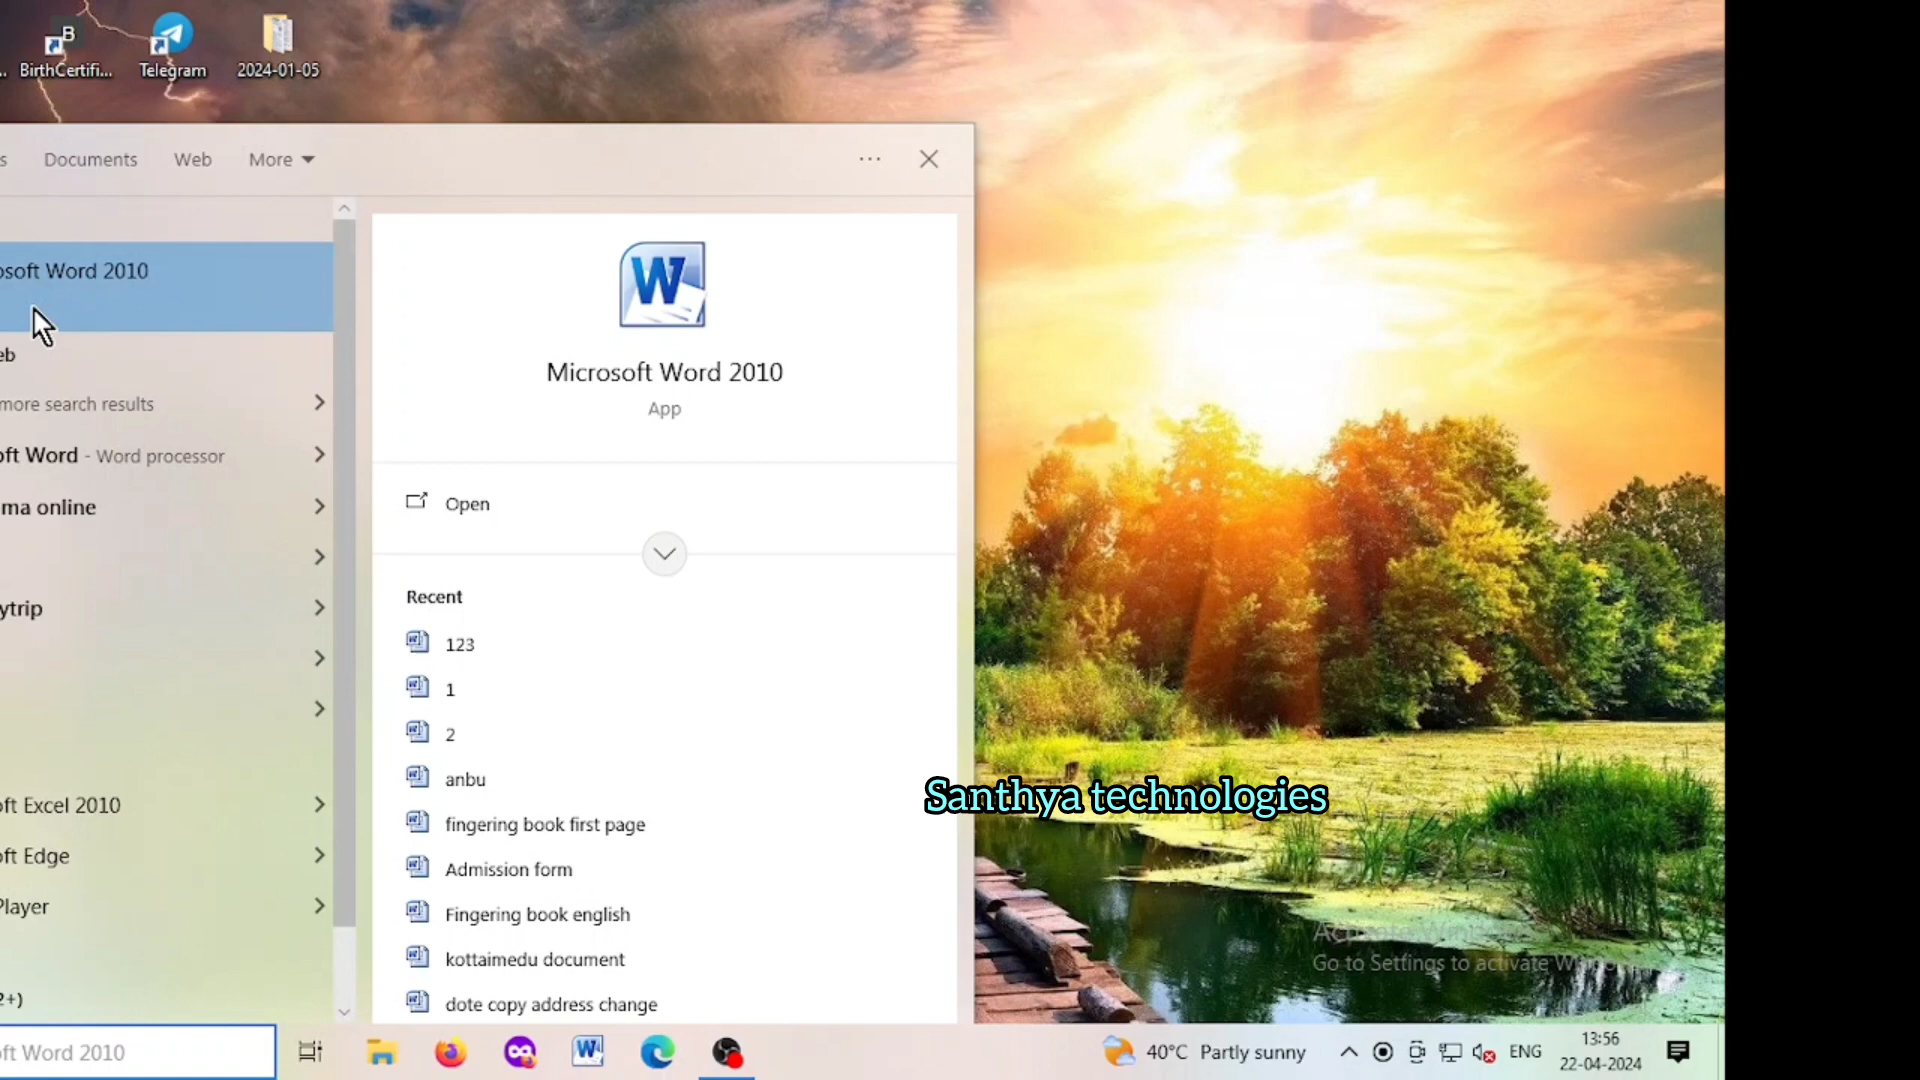 B
BirthCertifi...
Telegram
2024-01-05
s
Documents
Web
More
osoft Word 2010
eb
more search results
oft Word - Word processor
ma online
ytrip
oft Excel 2010
oft Edge
Player
2+)
oft Word 2010
W
Microsoft Word 2010
App
Open
Recent
123
1
2
anbu
fingering book first page
Admission form
Fingering book english
kottaimedu document
dote copy address change
Santhya technologies
Go to Settings to activate
40°C Partly sunny
ENG
13:56
22-04-2024